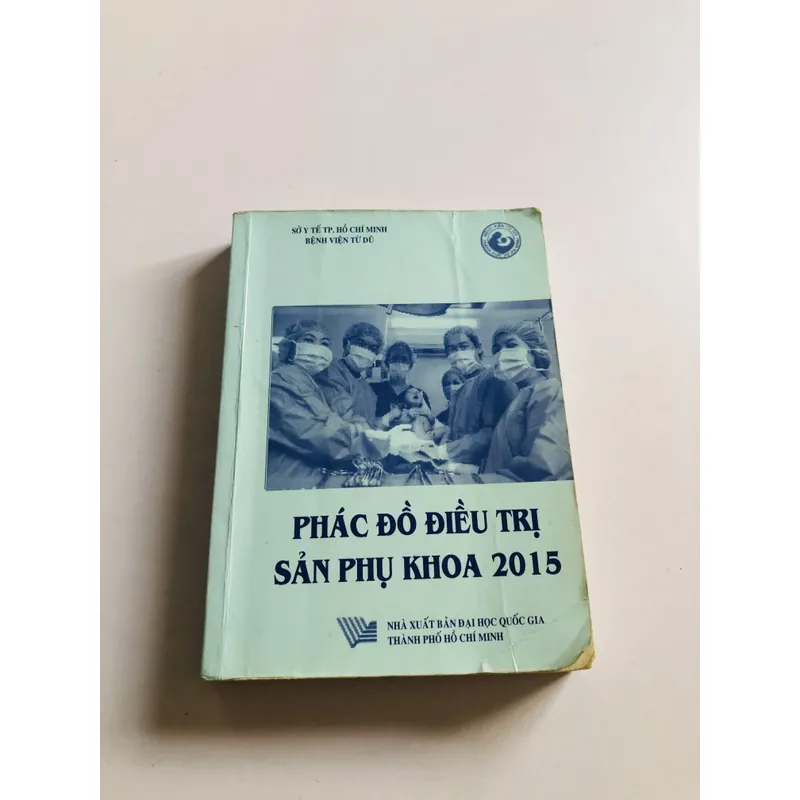 SỞ Y TẾ TP. HỒ CHÍ MINH
BỆNH VIỆN TỪ DŨ
PHÁC ĐỒ ĐIỀU TRỊ
SẢN PHỤ KHOA 2015
NHÀ XUẤT BẢN ĐẠI HỌC QUỐC GIA
THÀNH PHỐ HỒ CHÍ MINH